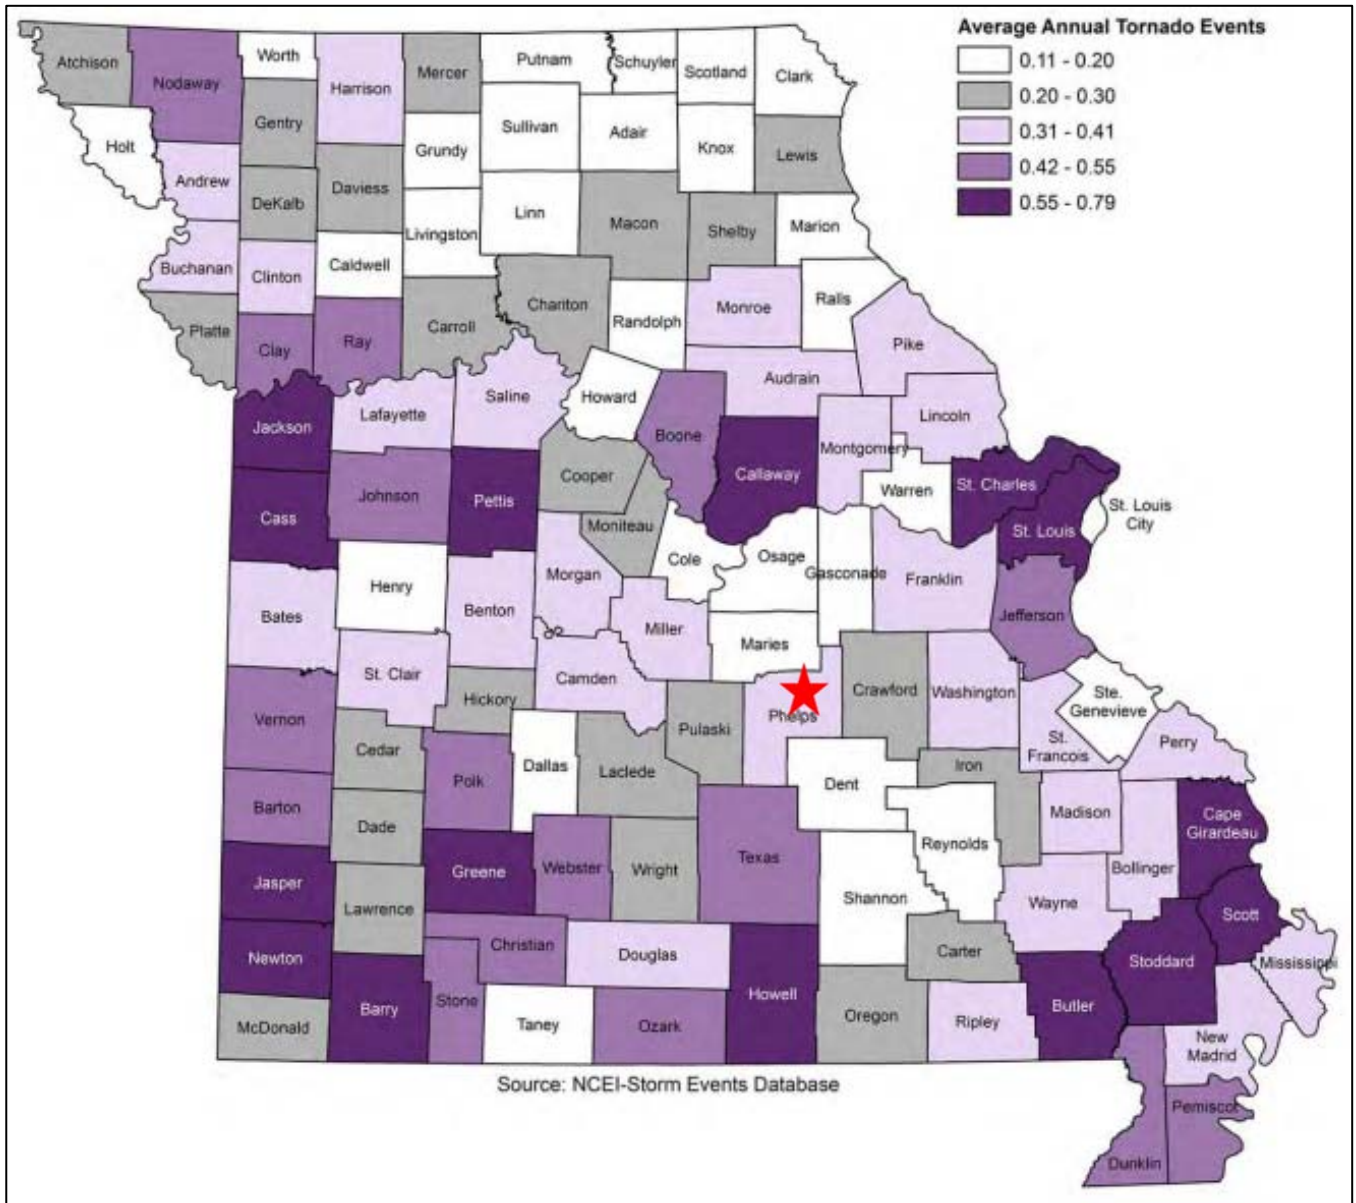 Average Annual Tornado Events
0.11 - 0.20
0.20 - 0.30
0.31 - 0.41
0.42 - 0.55
0.55 - 0.79
Atchison
Nodaway
Worth
Harrison
Mercer
Putnam
Schuyler
Scotland
Clark
Holt
Andrew
Gentry
DeKalb
Daviess
Grundy
Sullivan
Adair
Knox
Lewis
Buchanan
Clinton
Caldwell
Livingston
Linn
Macon
Shelby
Marion
Platte
Clay
Ray
Carroll
Chariton
Randolph
Monroe
Ralls
Pike
Audrain
Jackson
Lafayette
Saline
Howard
Boone
Callaway
Montgomery
Lincoln
Warren
St. Charles
St. Louis
St. Louis
City
Cass
Johnson
Pettis
Cooper
Moniteau
Cole
Osage
Gasconade
Franklin
Jefferson
Bates
Henry
Benton
Morgan
Miller
Maries
St. Clair
Hickory
Camden
Pulaski
Phelps
Crawford
Washington
St.
Francois
Ste.
Genevieve
Perry
Vernon
Cedar
Polk
Dallas
Laclede
Dent
Iron
Madison
Cape
Girardeau
Barton
Dade
Greene
Webster
Wright
Texas
Shannon
Reynolds
Bollinger
Wayne
Scott
Jasper
Lawrence
Christian
Douglas
Howell
Carter
Stoddard
Mississippi
Newton
Barry
Stone
Taney
Ozark
Oregon
Ripley
Butler
New
Madrid
McDonald
Pemiscot
Dunklin
Source: NCEI-Storm Events Database